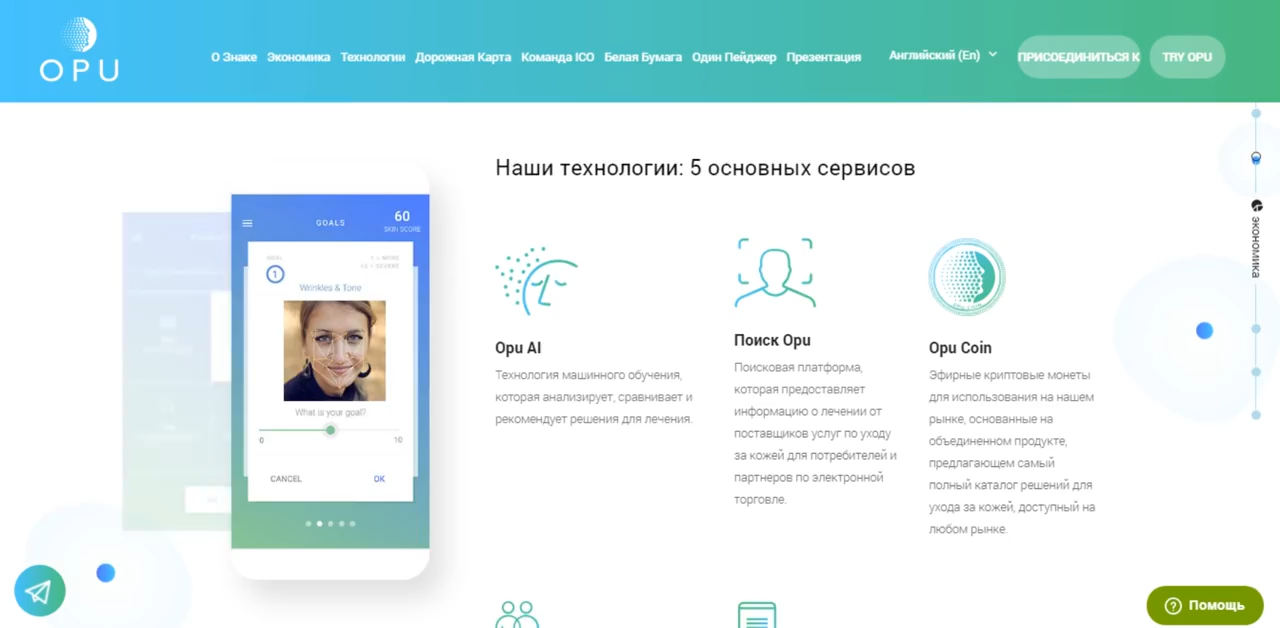 OPU
О Знаке Экономика Технологии Дорожная Карта Команда ICO Белая Бумага Один Пейджер Презентация Английский (En) ПРИСОЕДИНИТЬСЯ К TRY OPU
Наши технологии: 5 основных сервисов
GOALS
60
SKIN SCORE
GOAL
1
Wrinkles & Tone
What is your goal?
0 10
CANCEL OK
Opu AI
Технология машинного обучения,
которая анализирует, сравнивает и
рекомендует решения для лечения.
Поиск Opu
Поисковая платформа,
которая предоставляет
информацию о лечении от
поставщиков услуг по уходу
за кожей для потребителей и
партнеров по электронной
торговле.
Opu Coin
Эфирные криптовые монеты
для использования на нашем
рынке, основанные на
объединенном продукте,
предлагающем самый
полный каталог решений для
ухода за кожей, доступный на
любом рынке.
ЭКОНОМИКА
Помощь